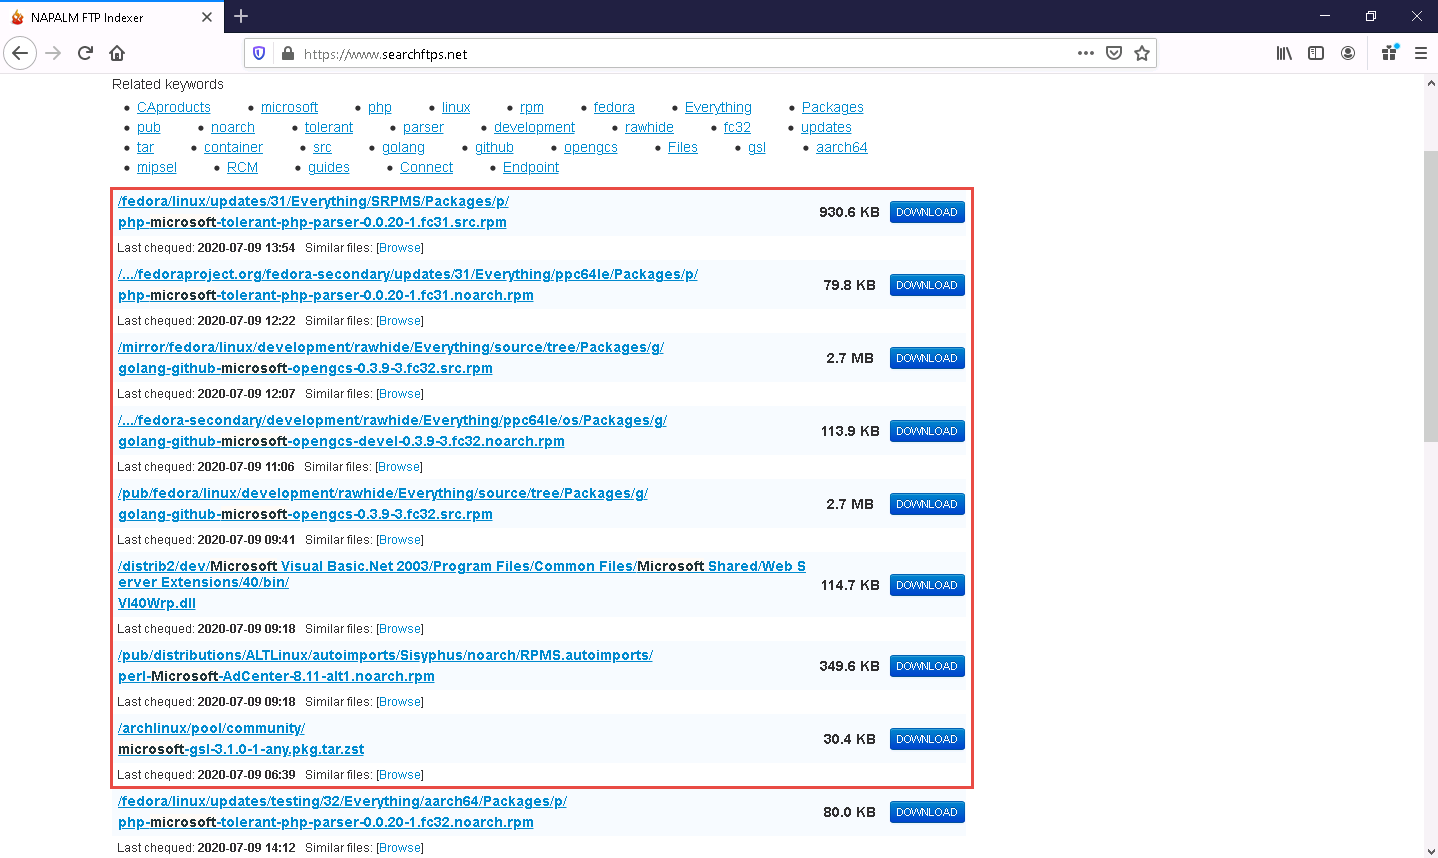 NAPALM FTP Indexer
https://www.searchftps.net
Related keywords
CAproducts microsoft php linux rpm fedora Everything Packages
pub noarch tolerant parser development rawhide fc32 updates
tar container src golang github opengcs Files gsl aarch64
mipsel RCM guides Connect Endpoint
/fedora/linux/updates/31/Everything/SRPMS/Packages/p/
php-microsoft-tolerant-php-parser-0.0.20-1.fc31.src.rpm
930.6 KB DOWNLOAD
Last chequed: 2020-07-09 13:54 Similar files: [Browse]
/.../fedoraproject.org/fedora-secondary/updates/31/Everything/ppc64le/Packages/p/
php-microsoft-tolerant-php-parser-0.0.20-1.fc31.noarch.rpm
79.8 KB DOWNLOAD
Last chequed: 2020-07-09 12:22 Similar files: [Browse]
/mirror/fedora/linux/development/rawhide/Everything/source/tree/Packages/g/
golang-github-microsoft-opengcs-0.3.9-3.fc32.src.rpm
2.7 MB DOWNLOAD
Last chequed: 2020-07-09 12:07 Similar files: [Browse]
/.../fedora-secondary/development/rawhide/Everything/ppc64le/os/Packages/g/
golang-github-microsoft-opengcs-devel-0.3.9-3.fc32.noarch.rpm
113.9 KB DOWNLOAD
Last chequed: 2020-07-09 11:06 Similar files: [Browse]
/pub/fedora/linux/development/rawhide/Everything/source/tree/Packages/g/
golang-github-microsoft-opengcs-0.3.9-3.fc32.src.rpm
2.7 MB DOWNLOAD
Last chequed: 2020-07-09 09:41 Similar files: [Browse]
/distrib2/dev/Microsoft Visual Basic.Net 2003/Program Files/Common Files/Microsoft Shared/Web S
erver Extensions/40/bin/
VI40Wrp.dll
114.7 KB DOWNLOAD
Last chequed: 2020-07-09 09:18 Similar files: [Browse]
/pub/distributions/ALTLinux/autoimports/Sisyphus/noarch/RPMS.autoimports/
perl-Microsoft-AdCenter-8.11-alt1.noarch.rpm
349.6 KB DOWNLOAD
Last chequed: 2020-07-09 09:18 Similar files: [Browse]
/archlinux/pool/community/
microsoft-gsl-3.1.0-1-any.pkg.tar.zst
30.4 KB DOWNLOAD
Last chequed: 2020-07-09 06:39 Similar files: [Browse]
/fedora/linux/updates/testing/32/Everything/aarch64/Packages/p/
php-microsoft-tolerant-php-parser-0.0.20-1.fc32.noarch.rpm
80.0 KB DOWNLOAD
Last chequed: 2020-07-09 14:12 Similar files: [Browse]